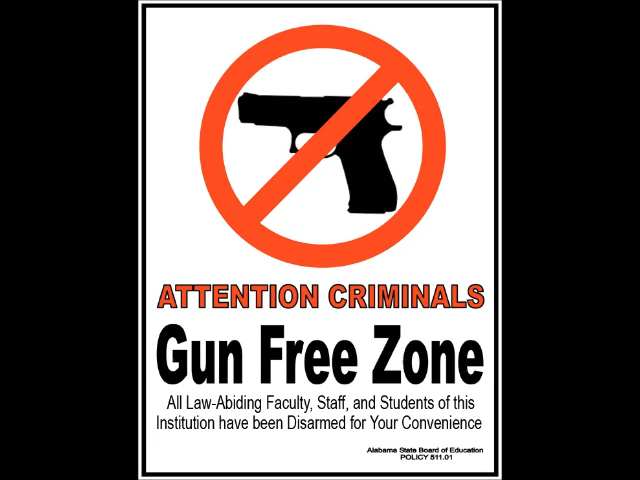 ATTENTION CRIMINALS
Gun Free Zone
All Law-Abiding Faculty, Staff, and Students of this
Institution have been Disarmed for Your Convenience
Alabama State Board of Education
POLICY 511.01